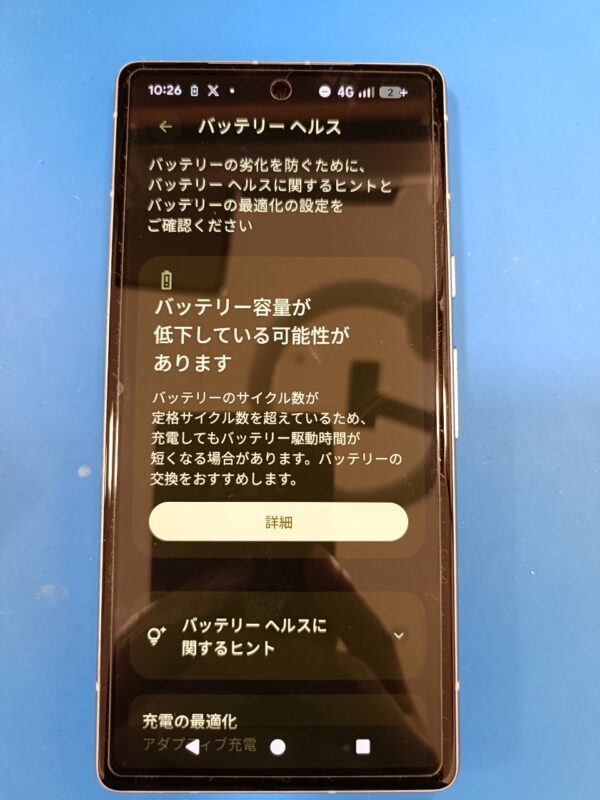 10:26 4G 2+
バッテリー ヘルス
バッテリーの劣化を防ぐために、
バッテリー ヘルスに関するヒントと
バッテリーの最適化の設定を
ご確認ください
バッテリー容量が
低下している可能性が
あります
バッテリーのサイクル数が
定格サイクル数を超えているため、
充電してもバッテリー駆動時間が
短くなる場合があります。バッテリーの
交換をおすすめします。
詳細
バッテリー ヘルスに
関するヒント
充電の最適化
アダプティブ充電